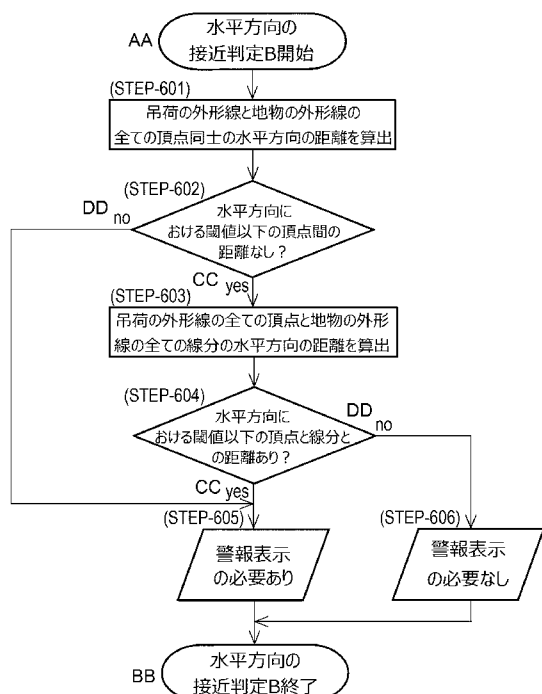 AA
水平方向の
接近判定B開始
(STEP-601)
吊荷の外形線と地物の外形線の
全ての頂点同士の水平方向の距離を算出
(STEP-602)
DD no
水平方向に
おける閾値以下の頂点間の
距離なし?
CC yes
(STEP-603)
吊荷の外形線の全ての頂点と地物の外形
線の全ての線分の水平方向の距離を算出
(STEP-604)
水平方向に
おける閾値以下の頂点と線分と
の距離あり?
DD no
CC yes
(STEP-605)
警報表示
の必要あり
(STEP-606)
警報表示
の必要なし
BB
水平方向の
接近判定B終了